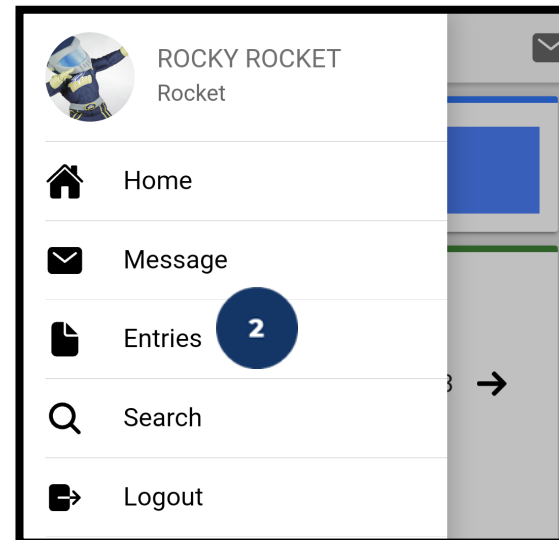 ROCKY ROCKET
Rocket
Home
Message
Entries
2
Search
Logout